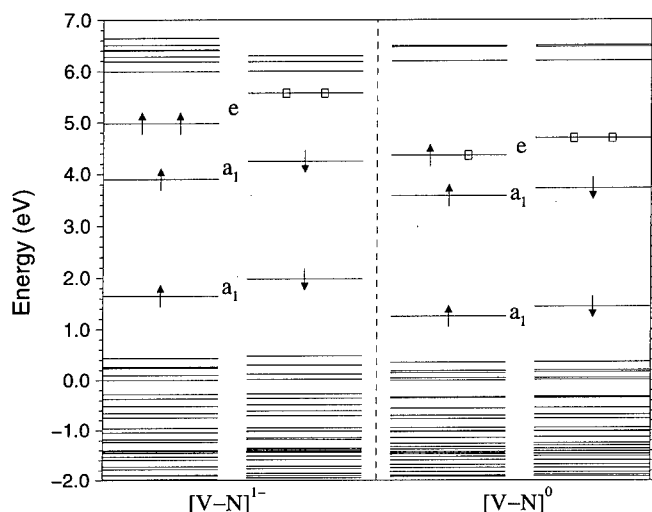 7.0
6.0
5.0
4.0
3.0
2.0
1.0
0.0
−1.0
−2.0
Energy (eV)
e
a₁
a₁
e
a₁
a₁
[V−N]¹⁻
[V−N]⁰